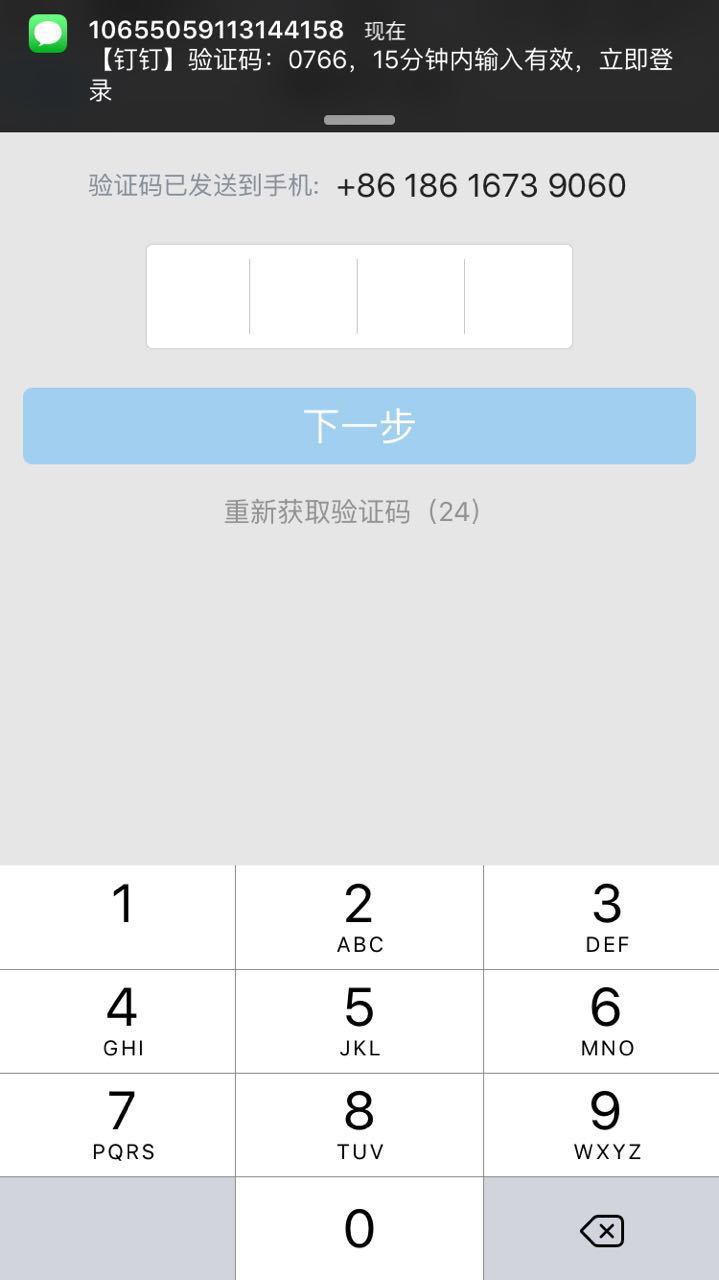 10655059113144158 现在
【钉钉】验证码：0766，15分钟内输入有效，立即登
录
验证码已发送到手机: +86 186 1673 9060
下一步
重新获取验证码（24）
1 2 3
ABC DEF
4 5 6
GHI JKL MNO
7 8 9
PQRS TUV WXYZ
0